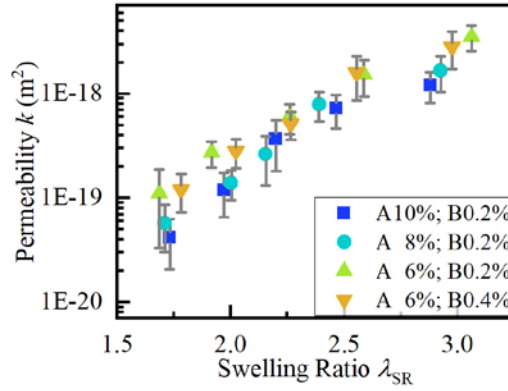 Permeability k (m²)
1E-18
1E-19
1E-20
A 10%; B0.2%
A 8%; B0.2%
A 6%; B0.2%
A 6%; B0.4%
1.5 2.0 2.5 3.0
Swelling Ratio λSR